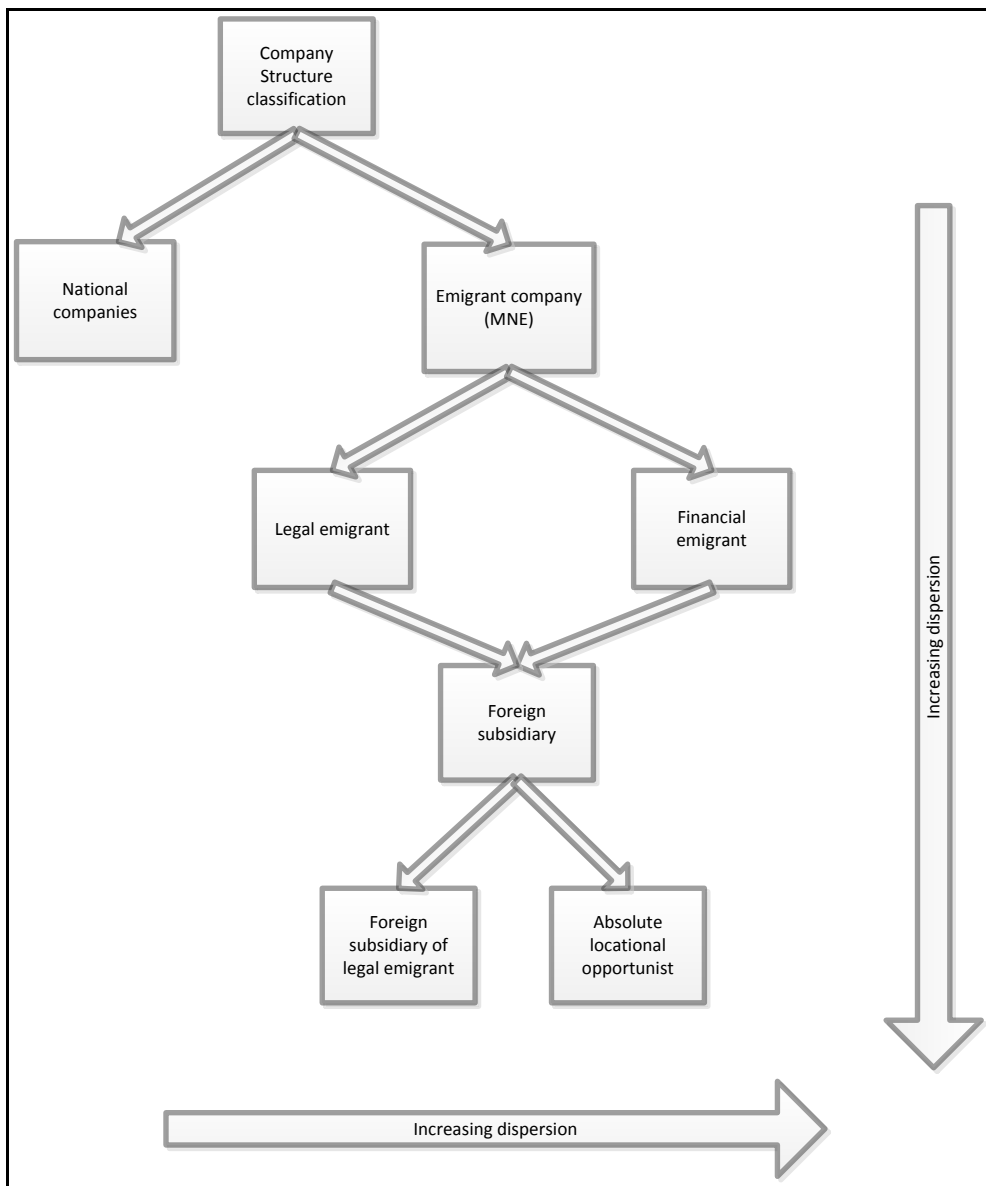 Company
Structure
classification
National
companies
Emigrant company
(MNE)
Legal emigrant
Financial
emigrant
Increasing dispersion
Foreign
subsidiary
Foreign
subsidiary of
legal emigrant
Absolute
locational
opportunist
Increasing dispersion